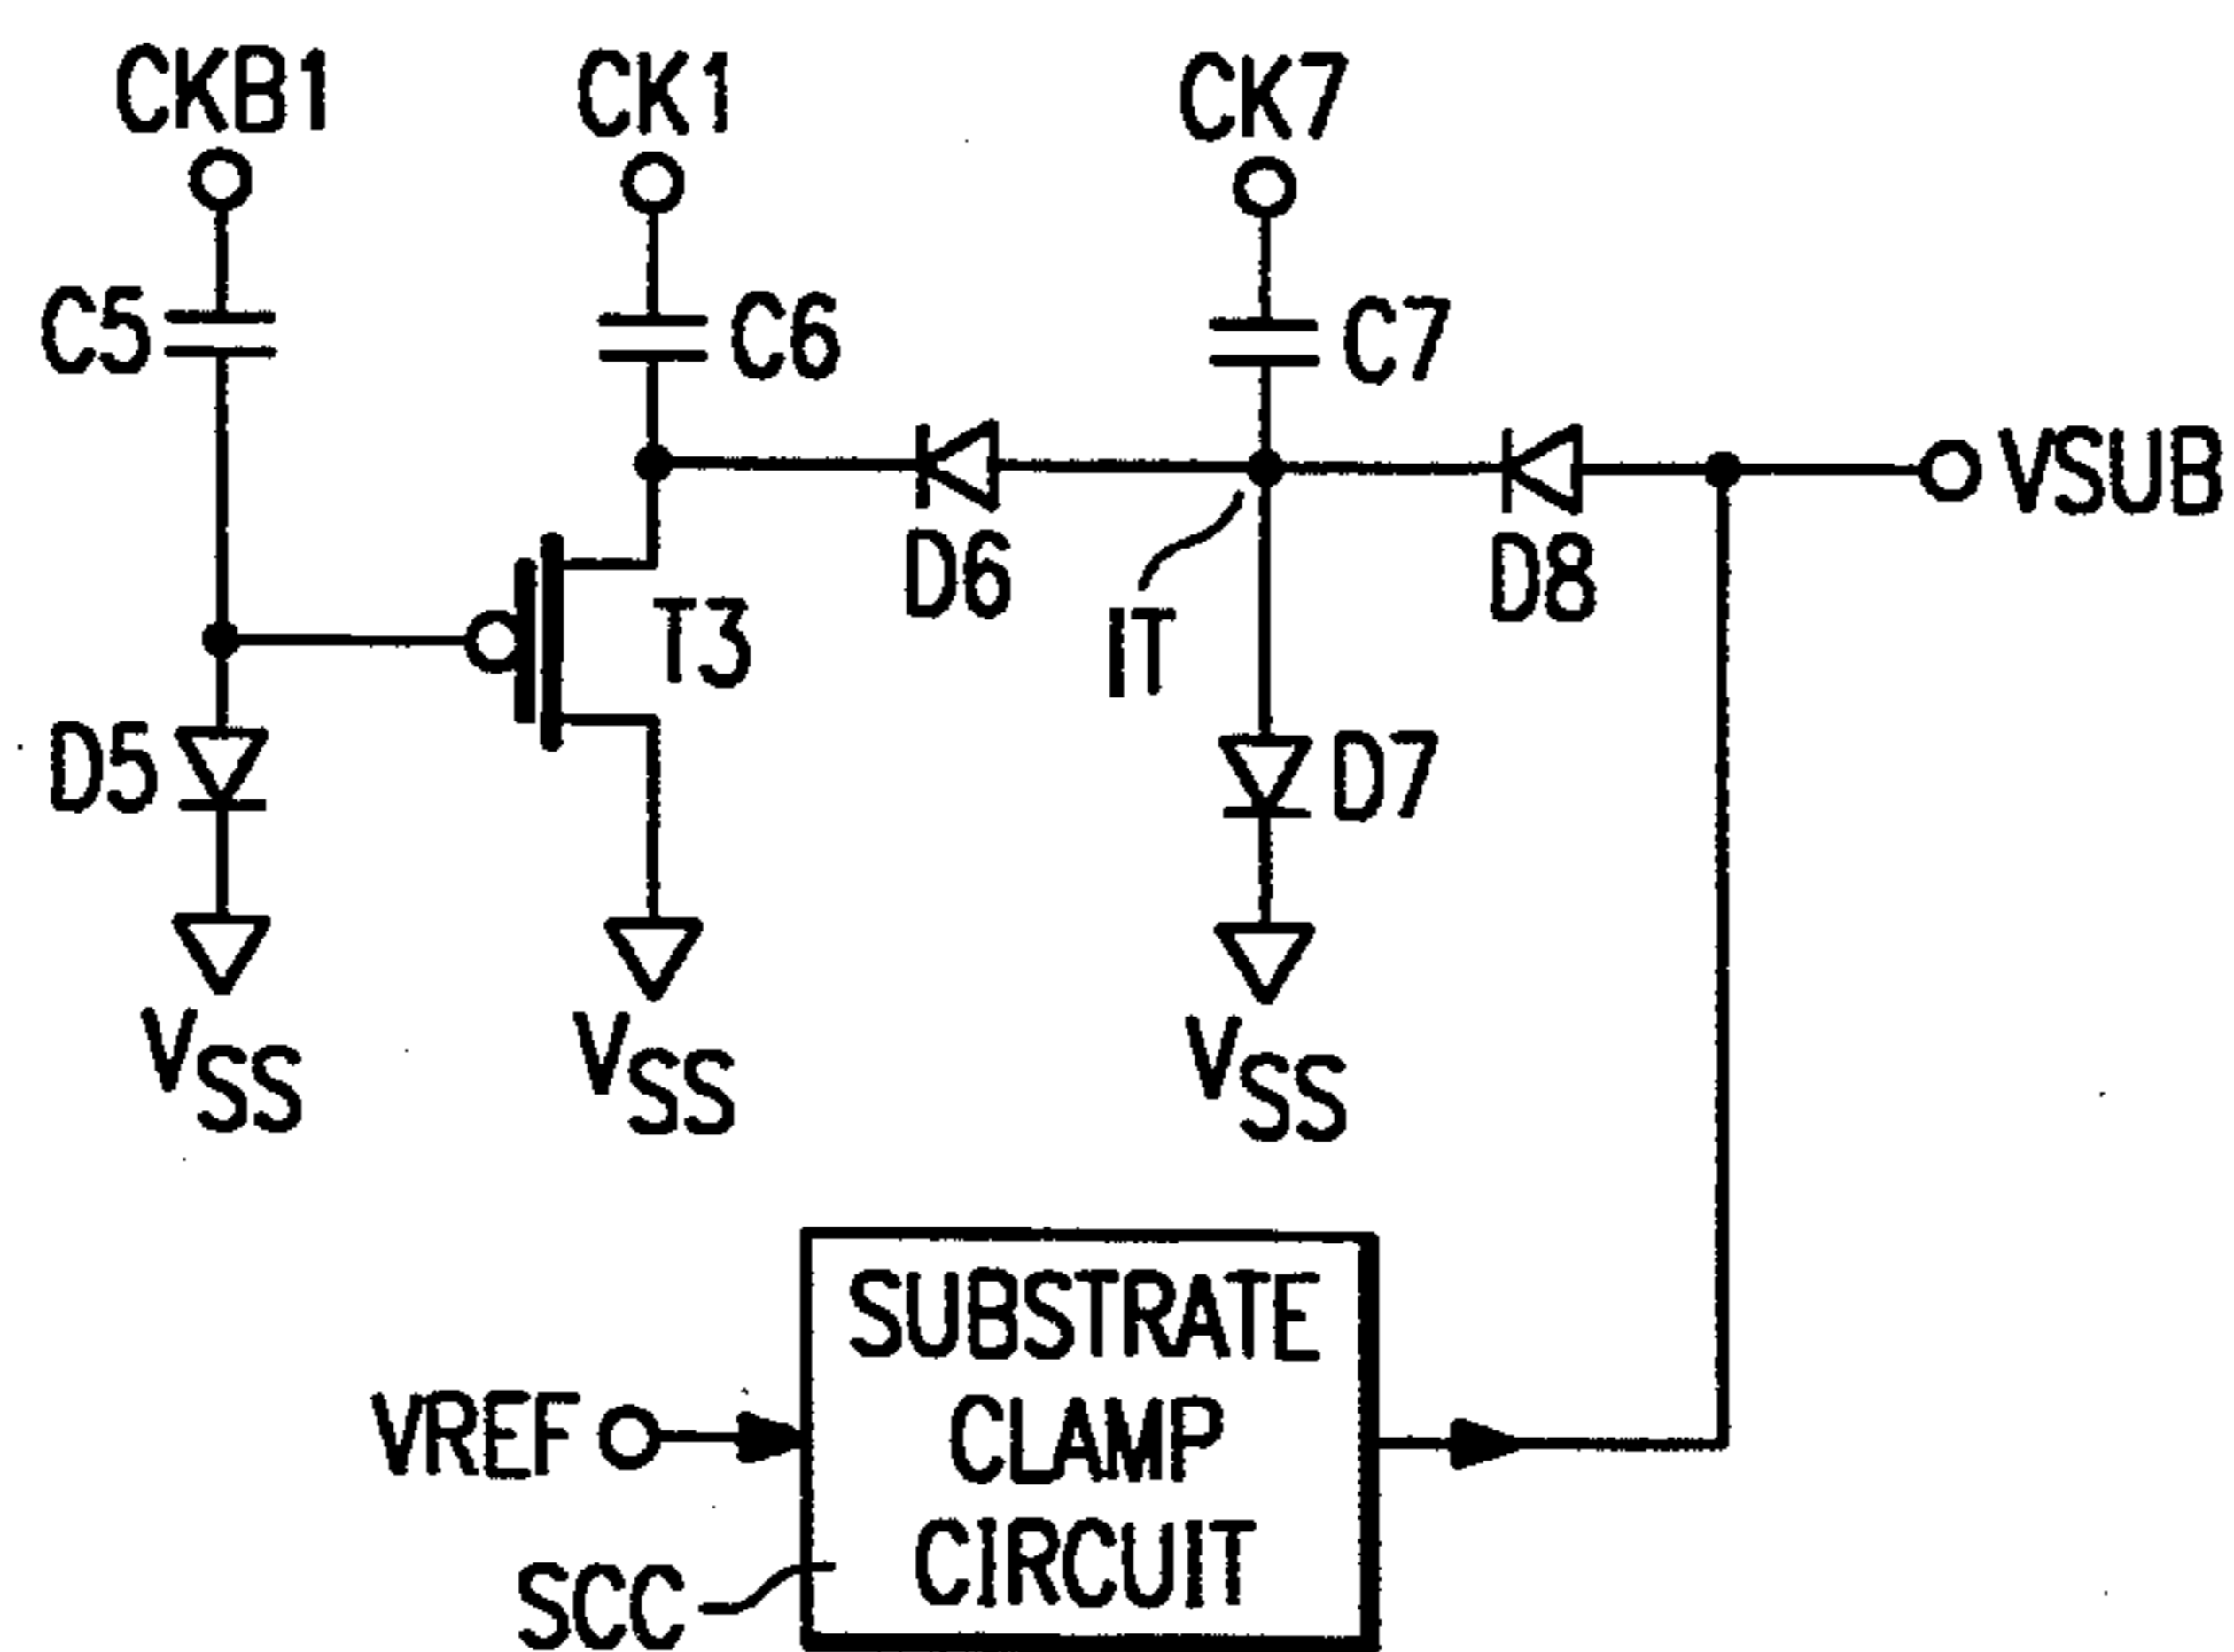 CKB1
CK1
CK7
C5
C6
C7
VSUB
D6
D8
T3
IT
D5
D7
VSS
VSS
VSS
SUBSTRATE
CLAMP
CIRCUIT
VREF
SCC